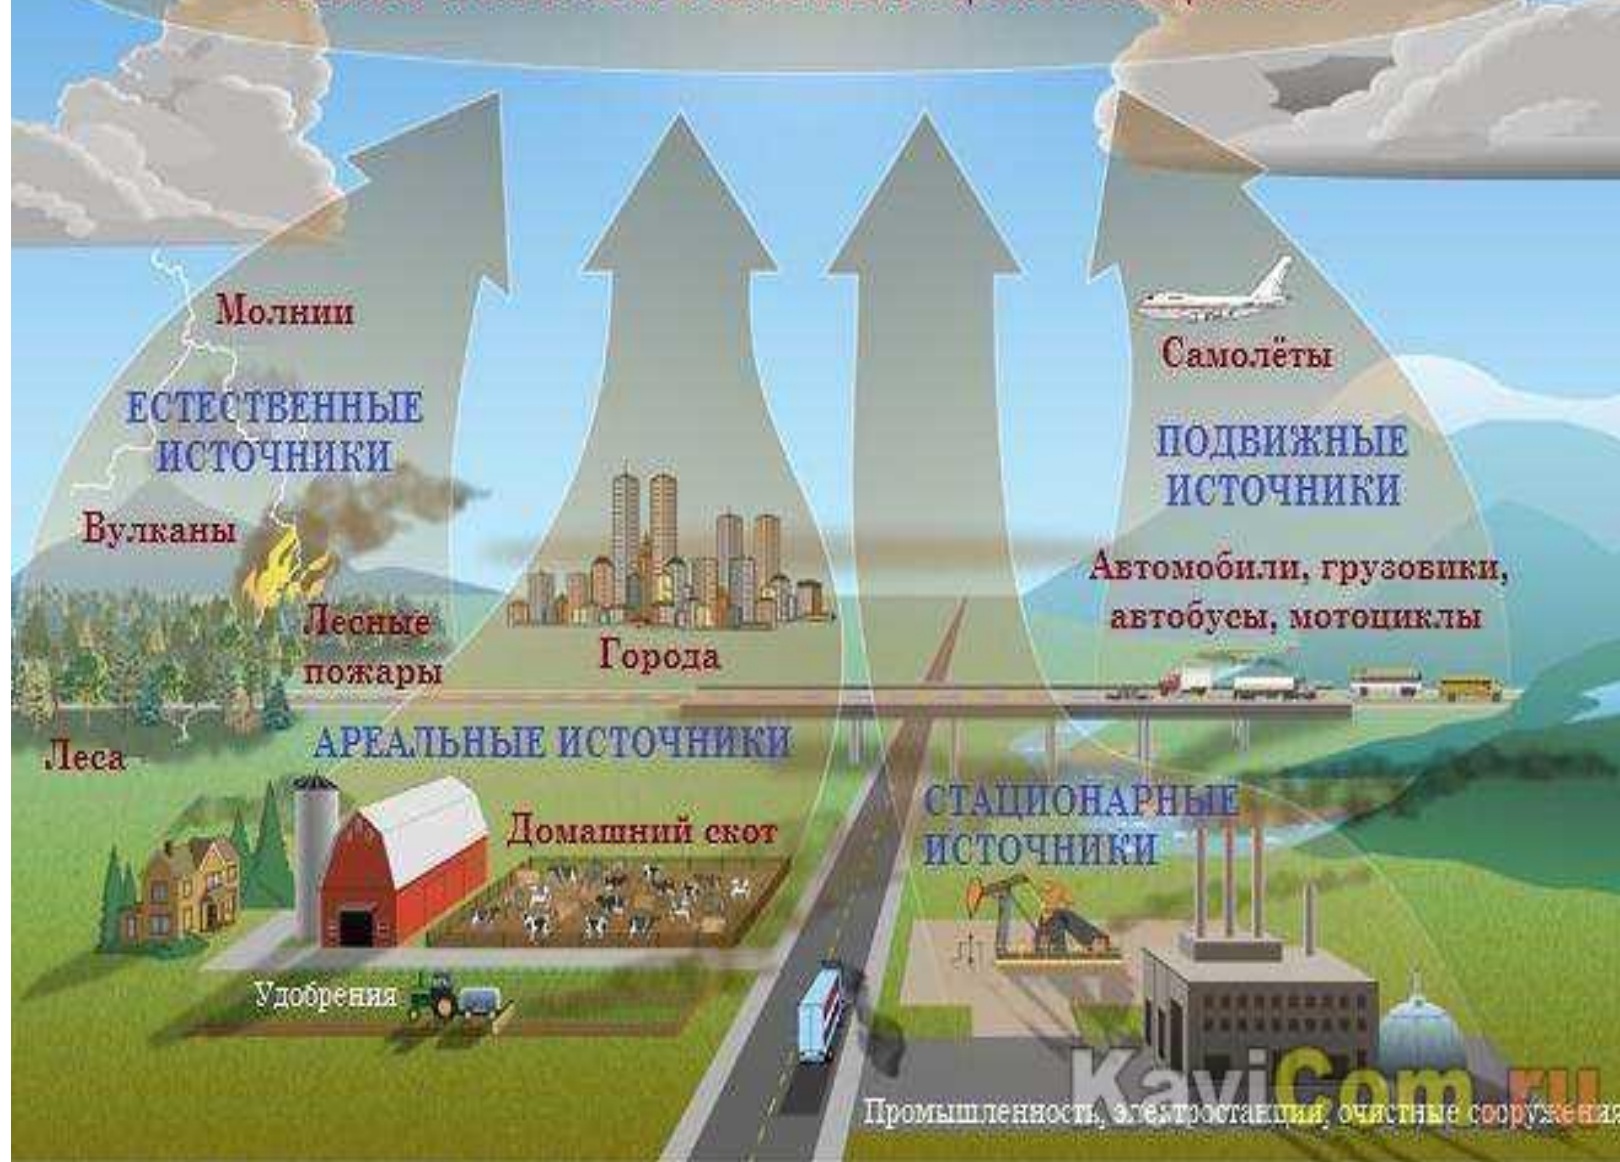 Молнии
ЕСТЕСТВЕННЫЕ
ИСТОЧНИКИ
Вулканы
Лесные
пожары
Леса
Города
АРЕАЛЬНЫЕ ИСТОЧНИКИ
Домашний скот
Удобрения
Самолёты
ПОДВИЖНЫЕ
ИСТОЧНИКИ
Автомобили, грузовики,
автобусы, мотоциклы
СТАЦИОНАРНЫЕ
ИСТОЧНИКИ
Промышленность, электростанции, очистные сооружения
KaviCom.ru